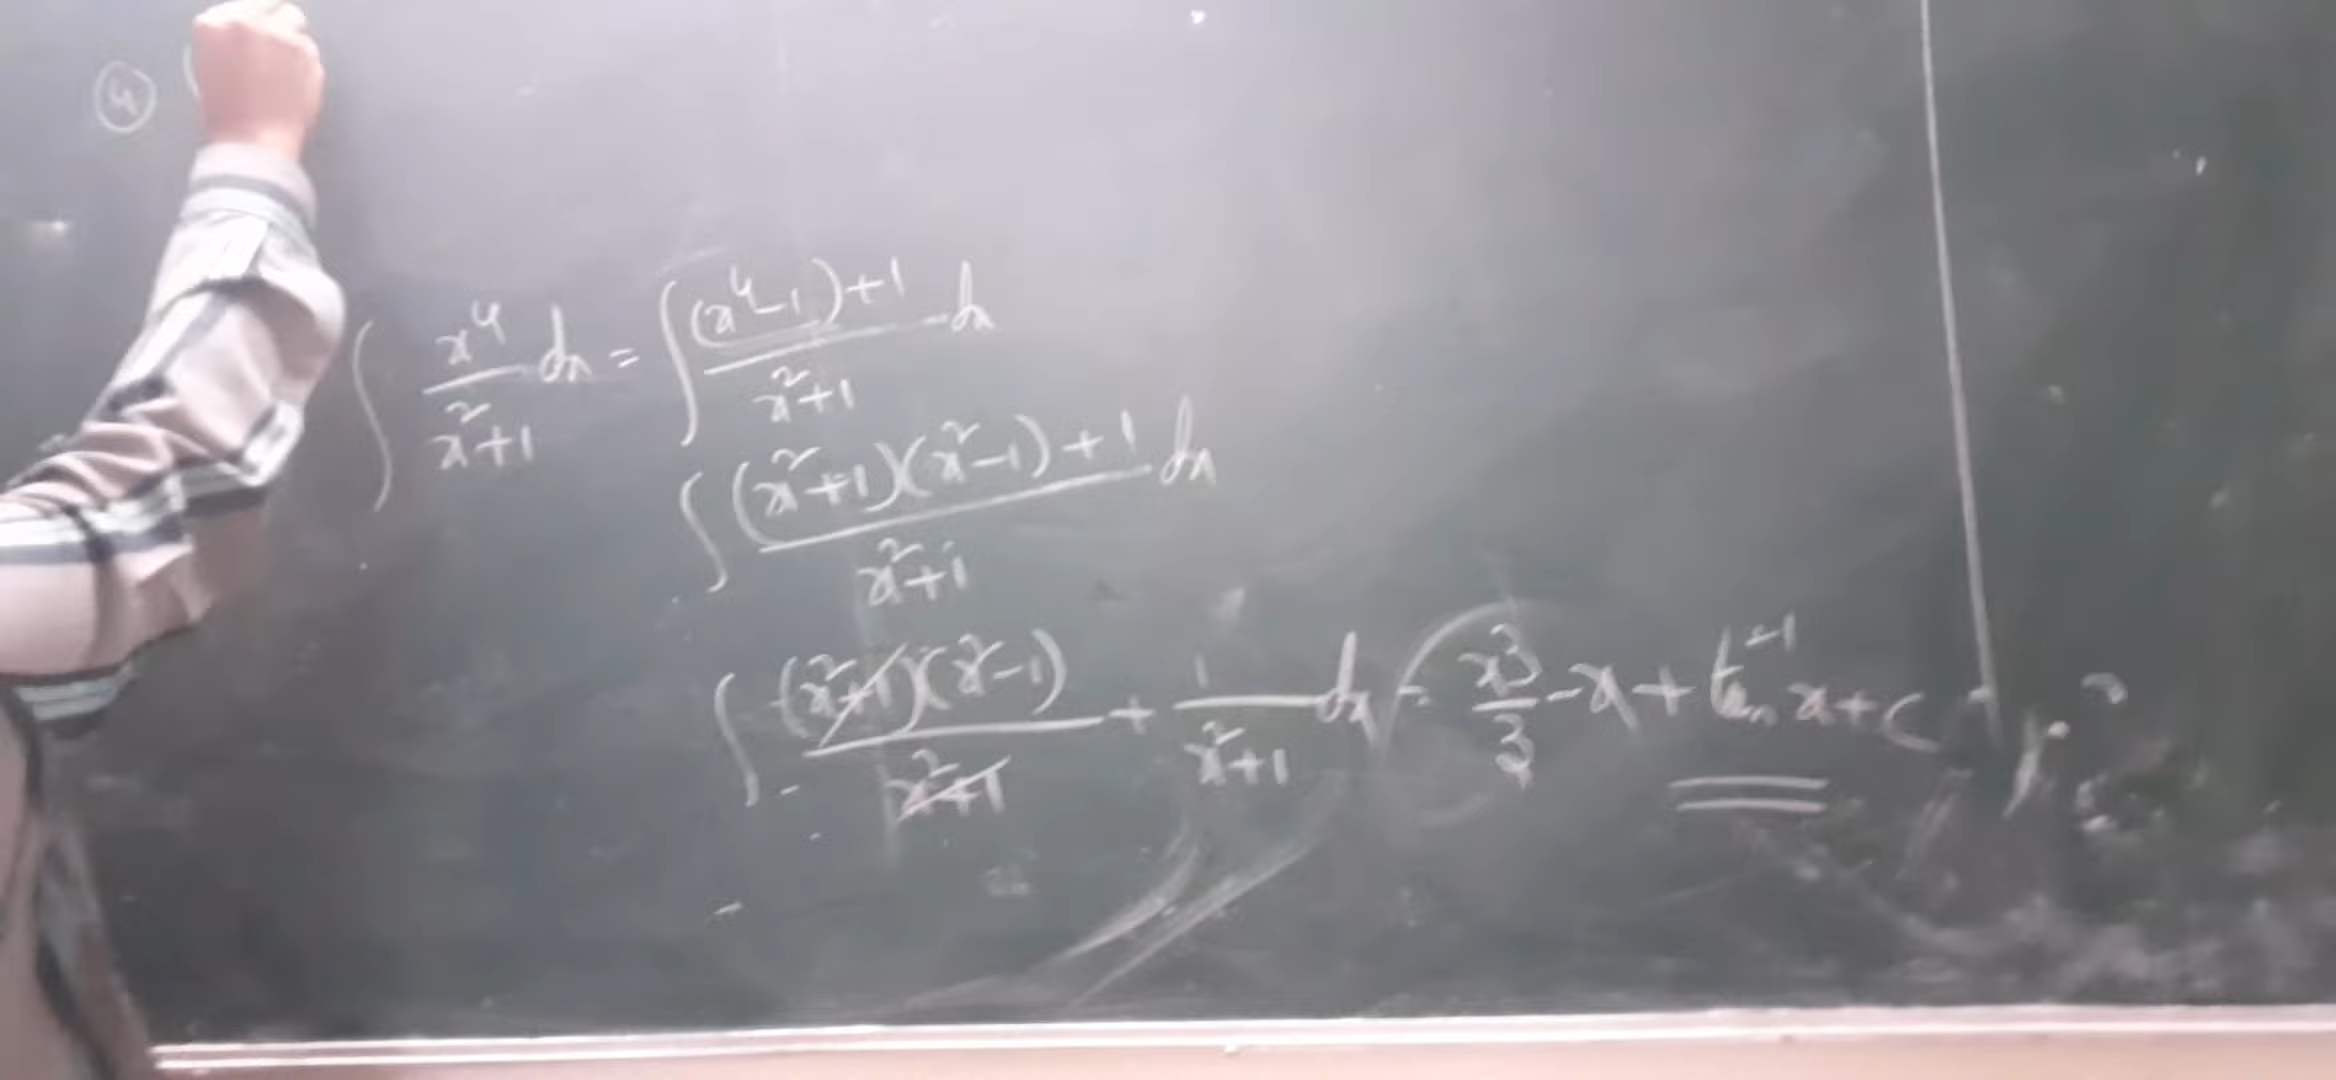 ④
∫ x⁴/(x²+1) dx = ∫ ((x⁴-1)+1)/(x²+1) dx
∫ ((x²+1)(x²-1)+1)/(x²+1) dx
∫ ((x²+1)(x²-1))/(x²+1) + 1/(x²+1) dx = x³/3 - x + tan⁻¹ x + c